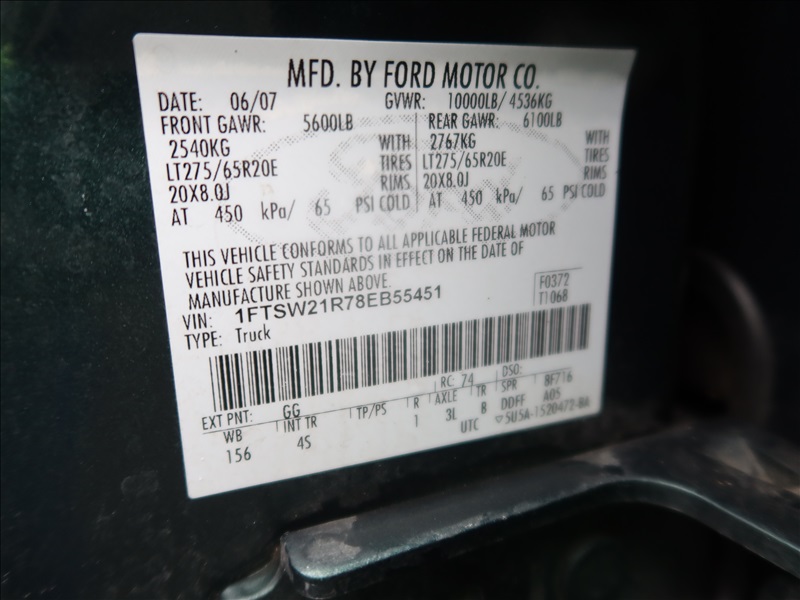 MFD. BY FORD MOTOR CO.
DATE: 06/07 GVWR: 10000LB/ 4536KG
FRONT GAWR: 5600LB REAR GAWR: 6100LB
2540KG WITH 2767KG WITH
LT275/65R20E TIRES LT275/65R20E TIRES
20X8.0J RIMS 20X8.0J RIMS
AT 450 kPa/ 65 PSI COLD AT 450 kPa/ 65 PSI COLD
THIS VEHICLE CONFORMS TO ALL APPLICABLE FEDERAL MOTOR
VEHICLE SAFETY STANDARDS IN EFFECT ON THE DATE OF
MANUFACTURE SHOWN ABOVE.
F0372
VIN: 1FTSW21R78EB55451
T1068
TYPE: Truck
EXT PNT: GG RC: 74 DSO:
WB INT TR TP/PS R AXLE TR SPR 8F716
156 4S 1 3L 8 DDFF A05
UTC ▽5U5A-1520472-BA